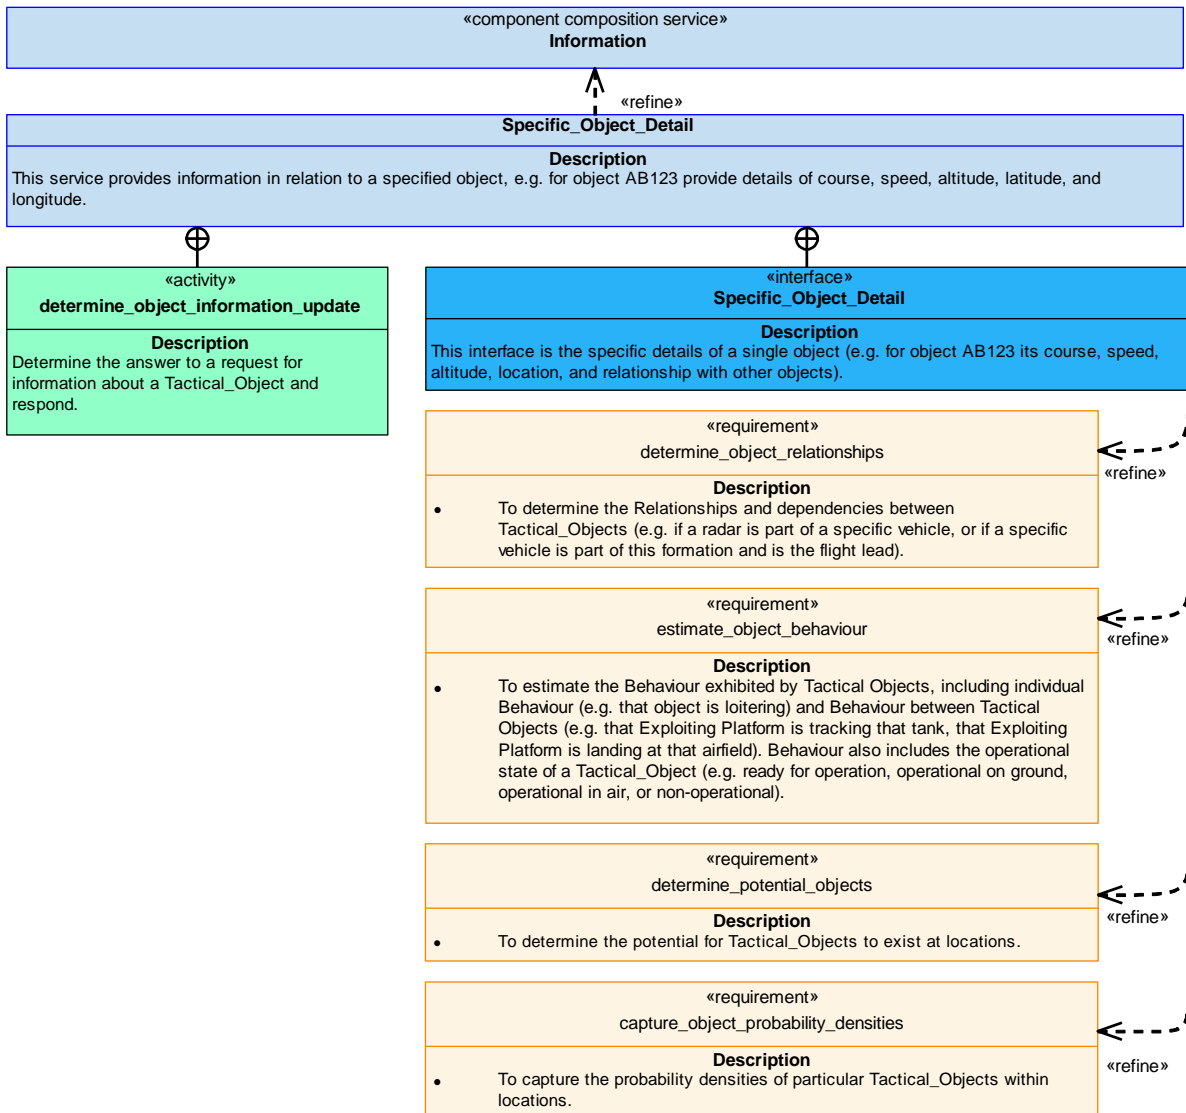 «component composition service»
Information
«refine»
Specific_Object_Detail
Description
This service provides information in relation to a specified object, e.g. for object AB123 provide details of course, speed, altitude, latitude, and
longitude.
«activity»
determine_object_information_update
Description
Determine the answer to a request for
information about a Tactical_Object and
respond.
«interface»
Specific_Object_Detail
Description
This interface is the specific details of a single object (e.g. for object AB123 its course, speed,
altitude, location, and relationship with other objects).
«requirement»
determine_object_relationships
«refine»
Description
• To determine the Relationships and dependencies between
Tactical_Objects (e.g. if a radar is part of a specific vehicle, or if a specific
vehicle is part of this formation and is the flight lead).
«requirement»
estimate_object_behaviour
«refine»
Description
• To estimate the Behaviour exhibited by Tactical Objects, including individual
Behaviour (e.g. that object is loitering) and Behaviour between Tactical
Objects (e.g. that Exploiting Platform is tracking that tank, that Exploiting
Platform is landing at that airfield). Behaviour also includes the operational
state of a Tactical_Object (e.g. ready for operation, operational on ground,
operational in air, or non-operational).
«requirement»
determine_potential_objects
«refine»
Description
• To determine the potential for Tactical_Objects to exist at locations.
«requirement»
capture_object_probability_densities
«refine»
Description
• To capture the probability densities of particular Tactical_Objects within
locations.